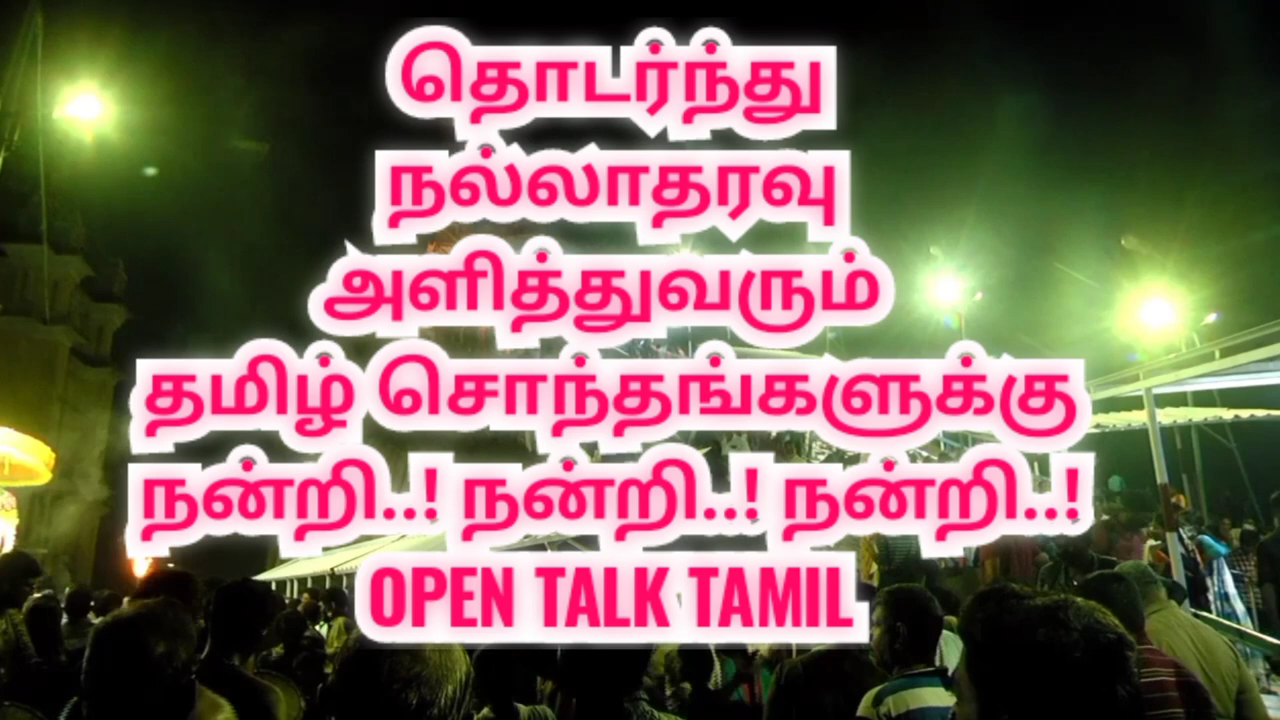 தொடர்ந்து
நல்லாதரவு
அளித்துவரும்
தமிழ் சொந்தங்களுக்கு
நன்றி..! நன்றி..! நன்றி..!
OPEN TALK TAMIL